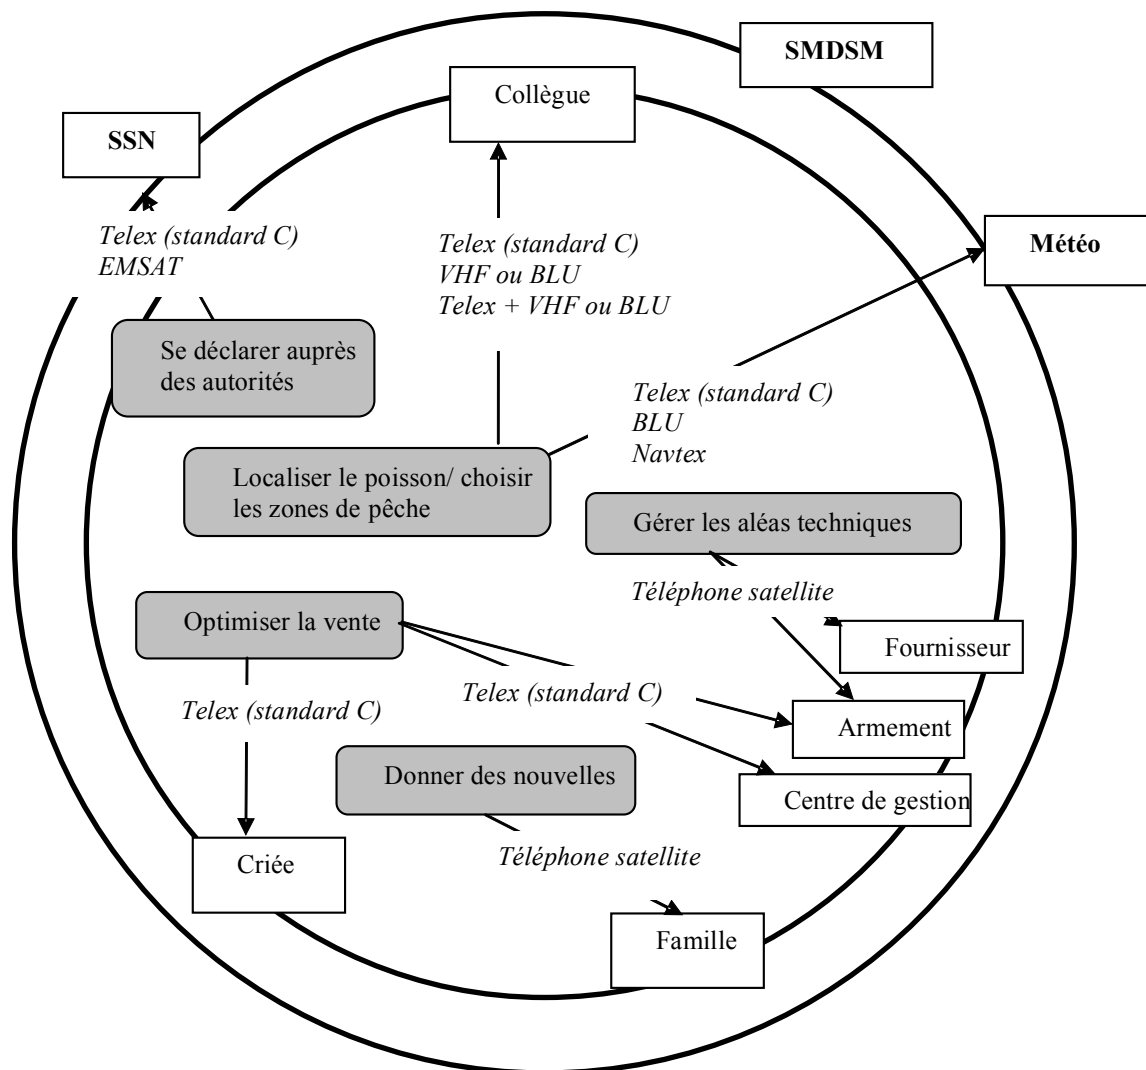 SMDSM
Collègue
SSN
Telex (standard C)
EMSAT
Telex (standard C)
VHF ou BLU
Telex + VHF ou BLU
Météo
Se déclarer auprès
des autorités
Telex (standard C)
BLU
Navtex
Localiser le poisson/ choisir
les zones de pêche
Gérer les aléas techniques
Téléphone satellite
Optimiser la vente
Fournisseur
Telex (standard C)
Telex (standard C)
Armement
Donner des nouvelles
Centre de gestion
Criée
Téléphone satellite
Famille